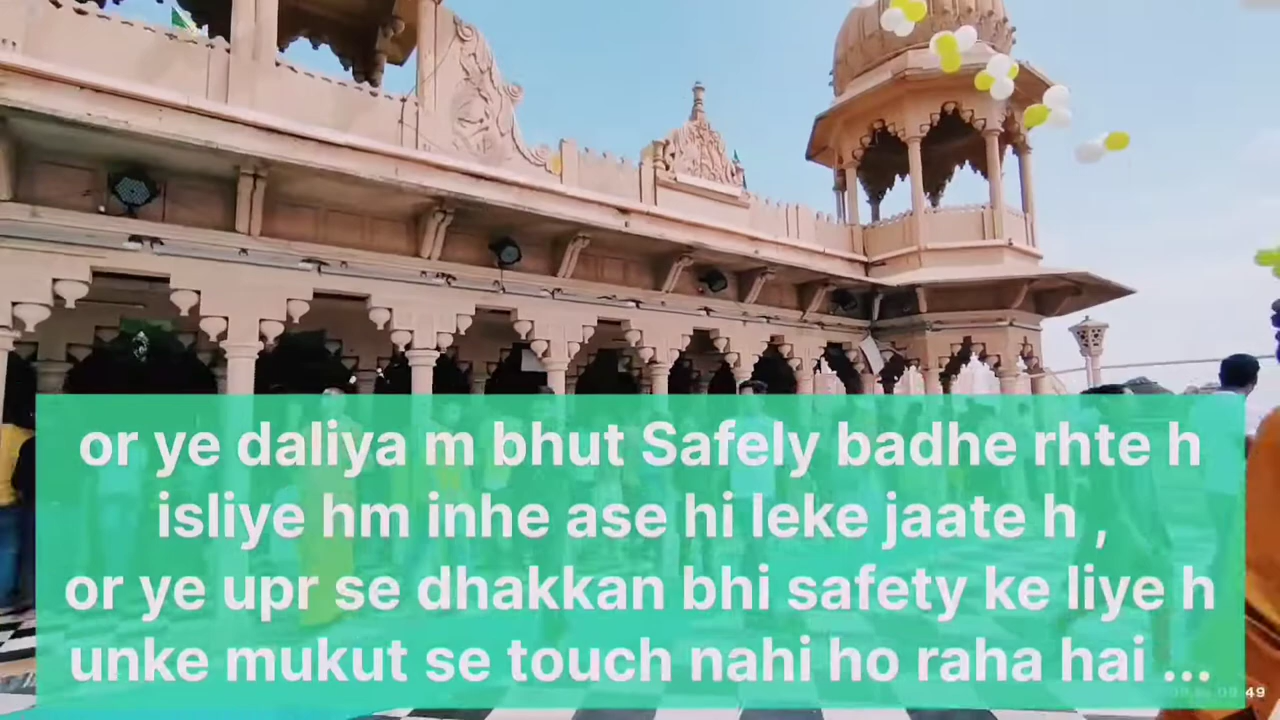 or ye daliya m bhut Safely badhe rhte h
isliye hm inhe ase hi leke jaate h ,
or ye upr se dhakkan bhi safety ke liye h
unke mukut se touch nahi ho raha hai ...
49